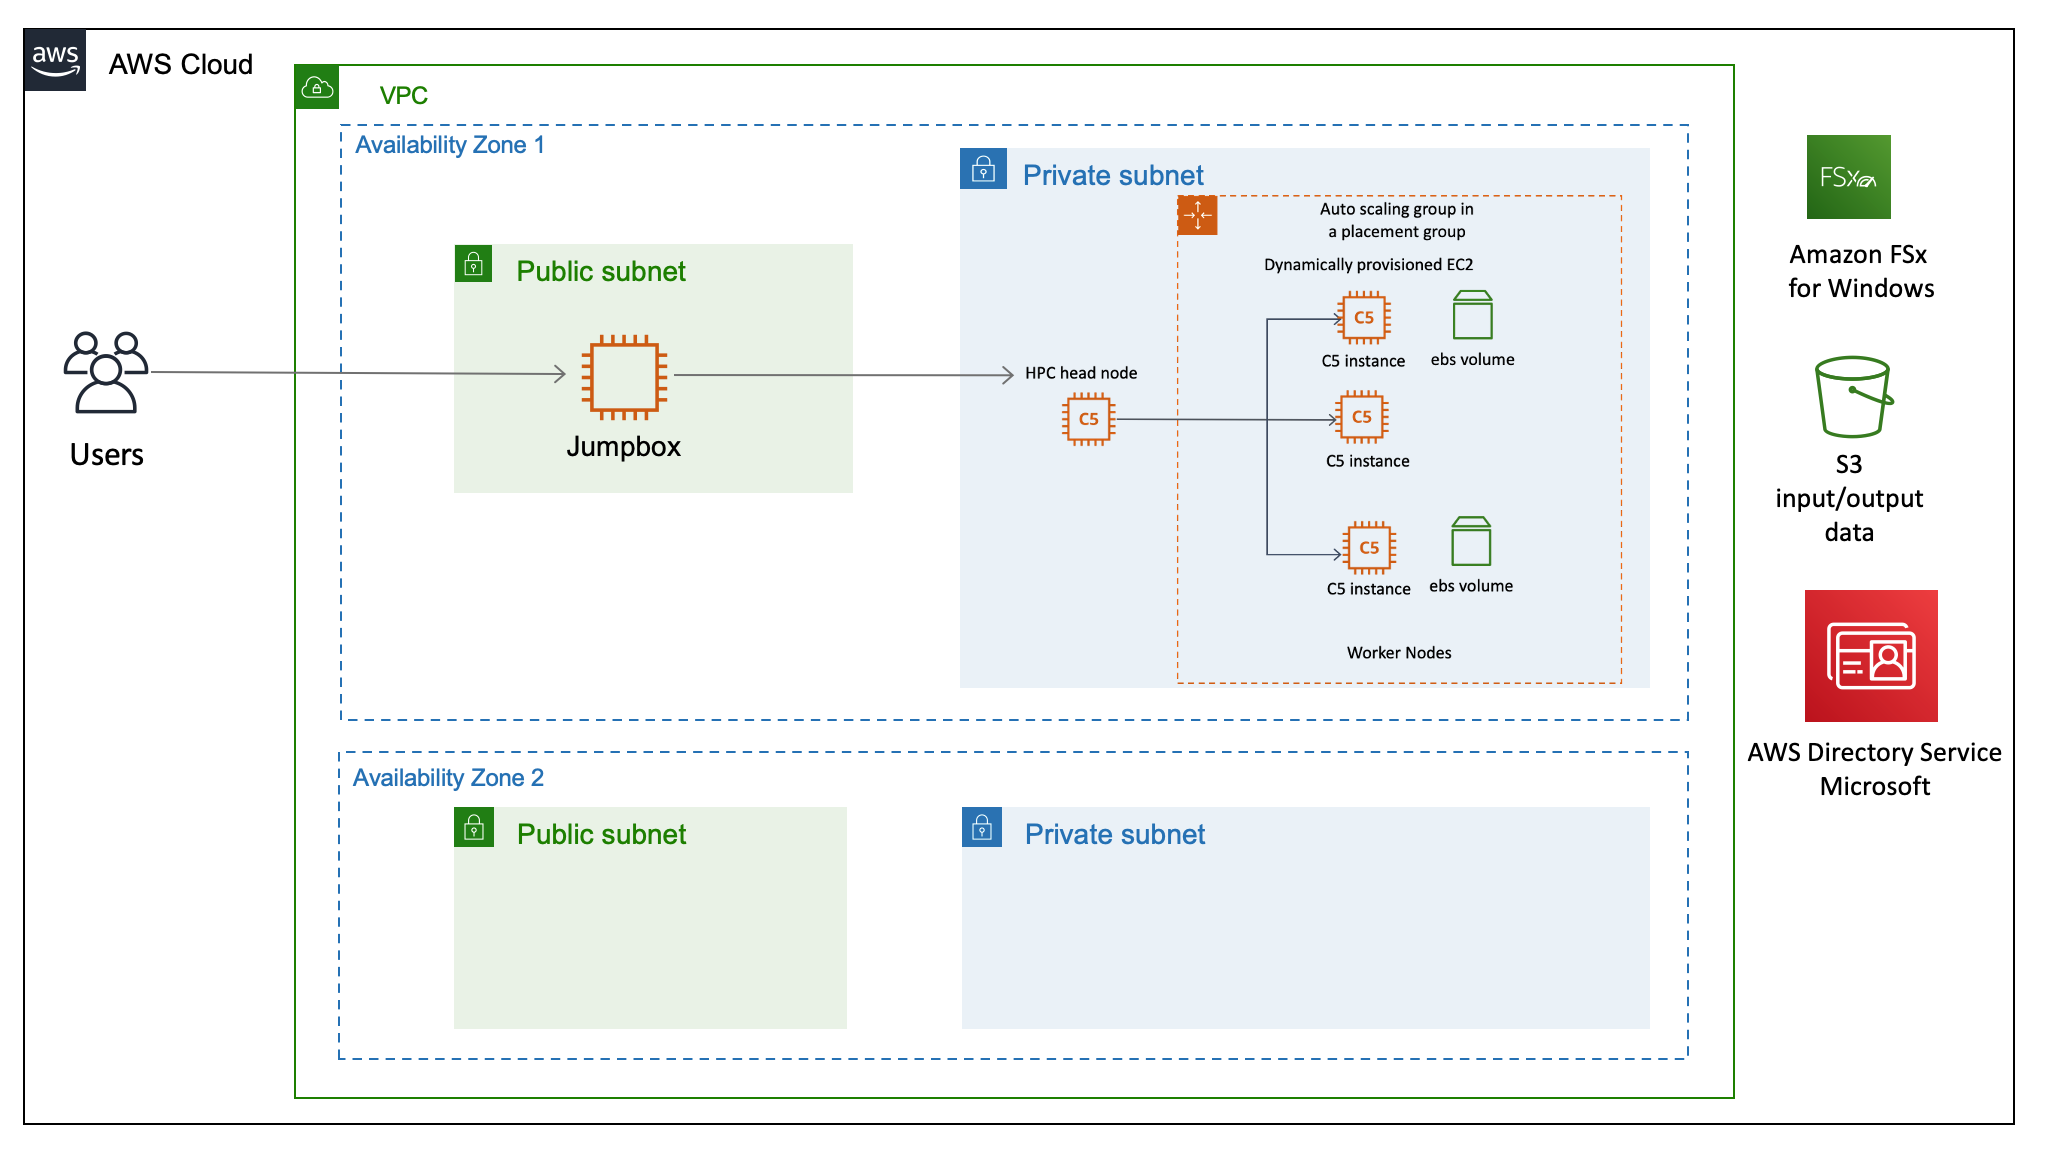 aws
AWS Cloud
VPC
Availability Zone 1
Private subnet
Auto scaling group in
a placement group
Dynamically provisioned EC2
Public subnet
C5
C5 instance
ebs volume
HPC head node
C5
C5
C5 instance
Jumpbox
Users
C5
C5 instance
ebs volume
Worker Nodes
Availability Zone 2
Public subnet
Private subnet
FSx
Amazon FSx
for Windows
S3
input/output
data
AWS Directory Service
Microsoft